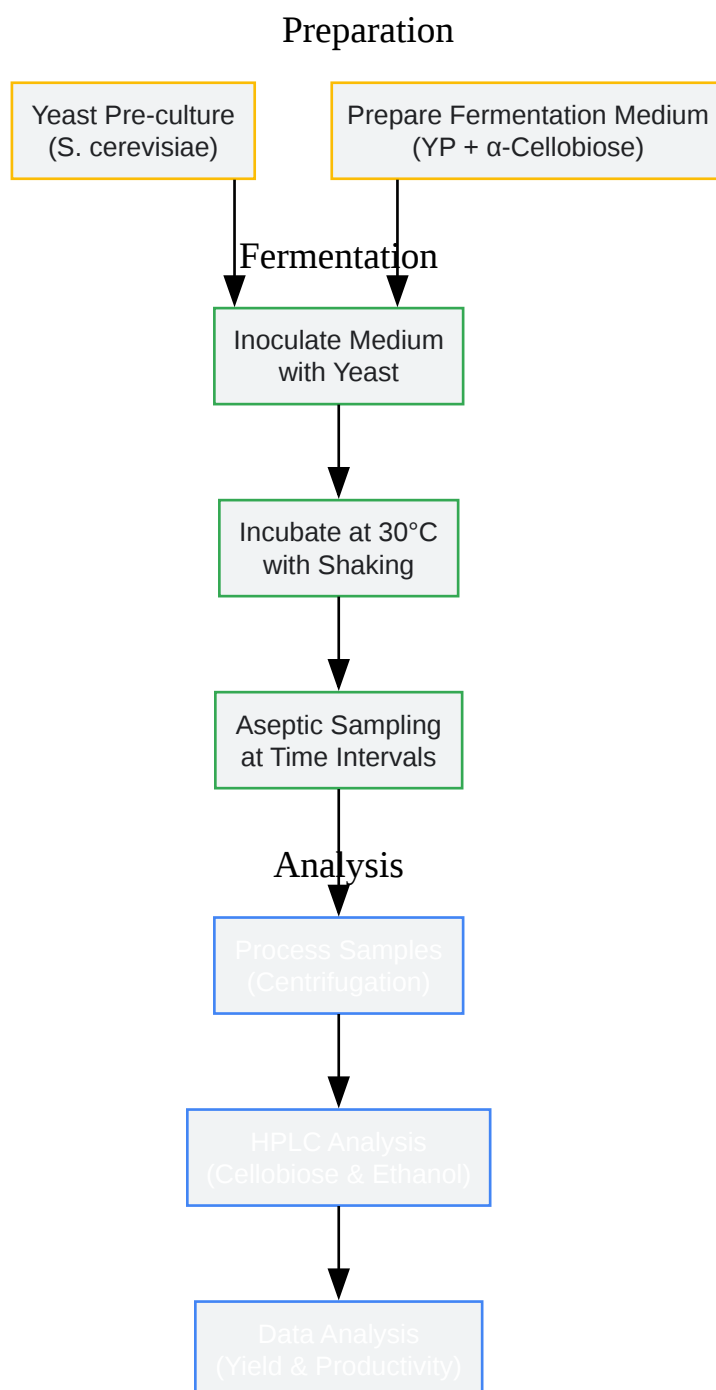 Preparation
Yeast Pre-culture
(S. cerevisiae)
Prepare Fermentation Medium
(YP + α-Cellobiose)
Fermentation
Inoculate Medium
with Yeast
Incubate at 30°C
with Shaking
Aseptic Sampling
at Time Intervals
Analysis
Process Samples
(Centrifugation)
HPLC Analysis
(Cellobiose & Ethanol)
Data Analysis
(Yield & Productivity)